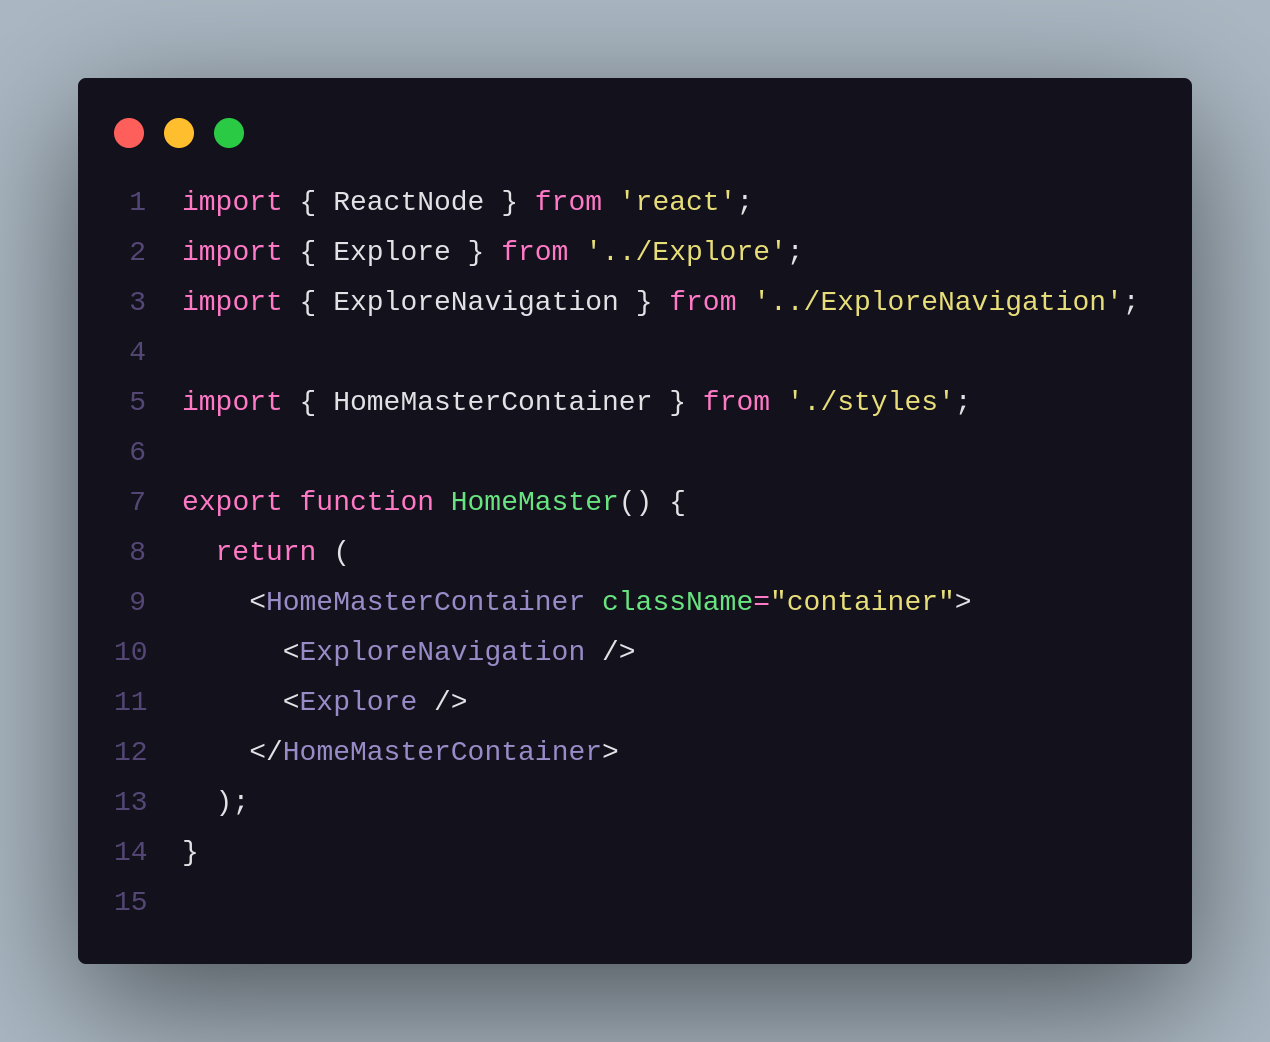 1 import { ReactNode } from 'react';
2 import { Explore } from '../Explore';
3 import { ExploreNavigation } from '../ExploreNavigation';
4
5 import { HomeMasterContainer } from './styles';
6
7 export function HomeMaster() {
8   return (
9     <HomeMasterContainer className="container">
10       <ExploreNavigation />
11       <Explore />
12     </HomeMasterContainer>
13   );
14 }
15